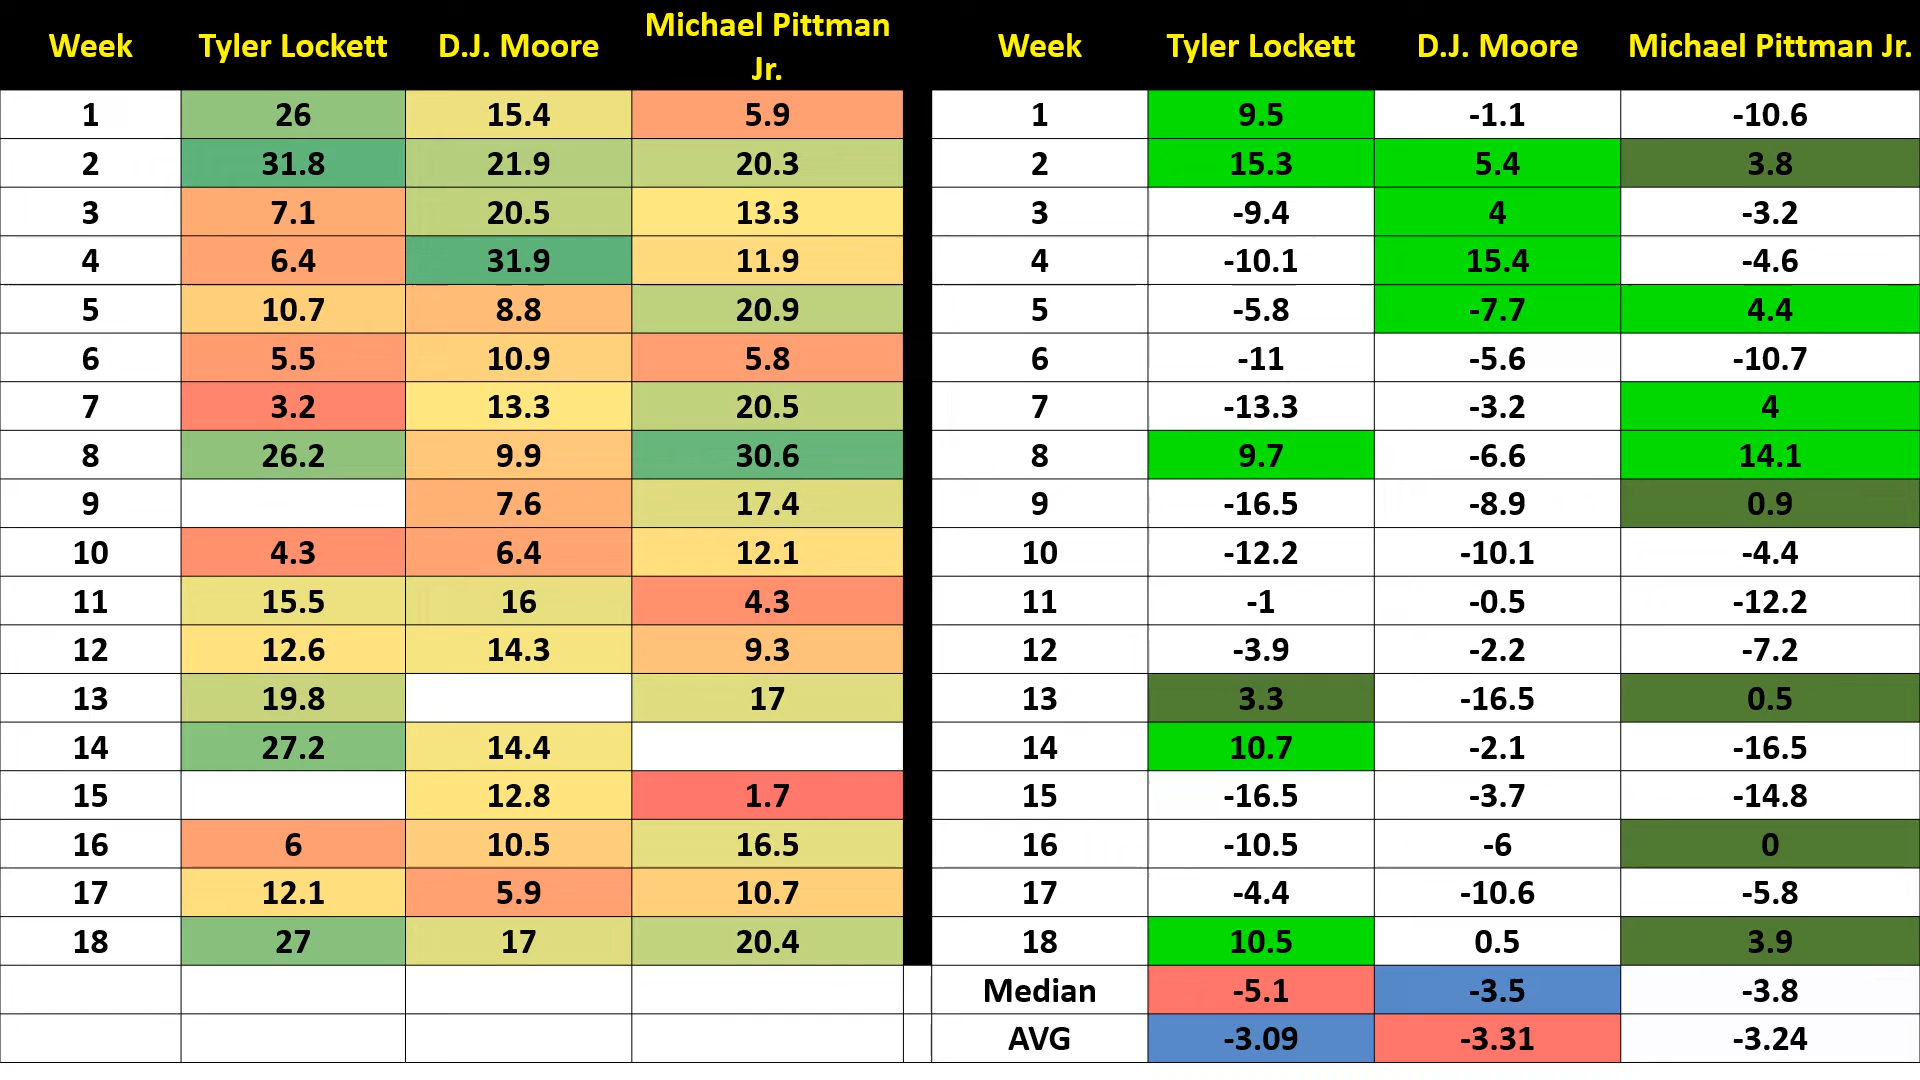 Week Tyler Lockett D.J. Moore Michael Pittman Jr. Week Tyler Lockett D.J. Moore Michael Pittman Jr.
1 26 15.4 5.9 1 9.5 -1.1 -10.6
2 31.8 21.9 20.3 2 15.3 5.4 3.8
3 7.1 20.5 13.3 3 -9.4 4 -3.2
4 6.4 31.9 11.9 4 -10.1 15.4 -4.6
5 10.7 8.8 20.9 5 -5.8 -7.7 4.4
6 5.5 10.9 5.8 6 -11 -5.6 -10.7
7 3.2 13.3 20.5 7 -13.3 -3.2 4
8 26.2 9.9 30.6 8 9.7 -6.6 14.1
9 7.6 17.4 9 -16.5 -8.9 0.9
10 4.3 6.4 12.1 10 -12.2 -10.1 -4.4
11 15.5 16 4.3 11 -1 -0.5 -12.2
12 12.6 14.3 9.3 12 -3.9 -2.2 -7.2
13 19.8 17 13 3.3 -16.5 0.5
14 27.2 14.4 14 10.7 -2.1 -16.5
15 12.8 1.7 15 -16.5 -3.7 -14.8
16 6 10.5 16.5 16 -10.5 -6 0
17 12.1 5.9 10.7 17 -4.4 -10.6 -5.8
18 27 17 20.4 18 10.5 0.5 3.9
Median -5.1 -3.5 -3.8
AVG -3.09 -3.31 -3.24